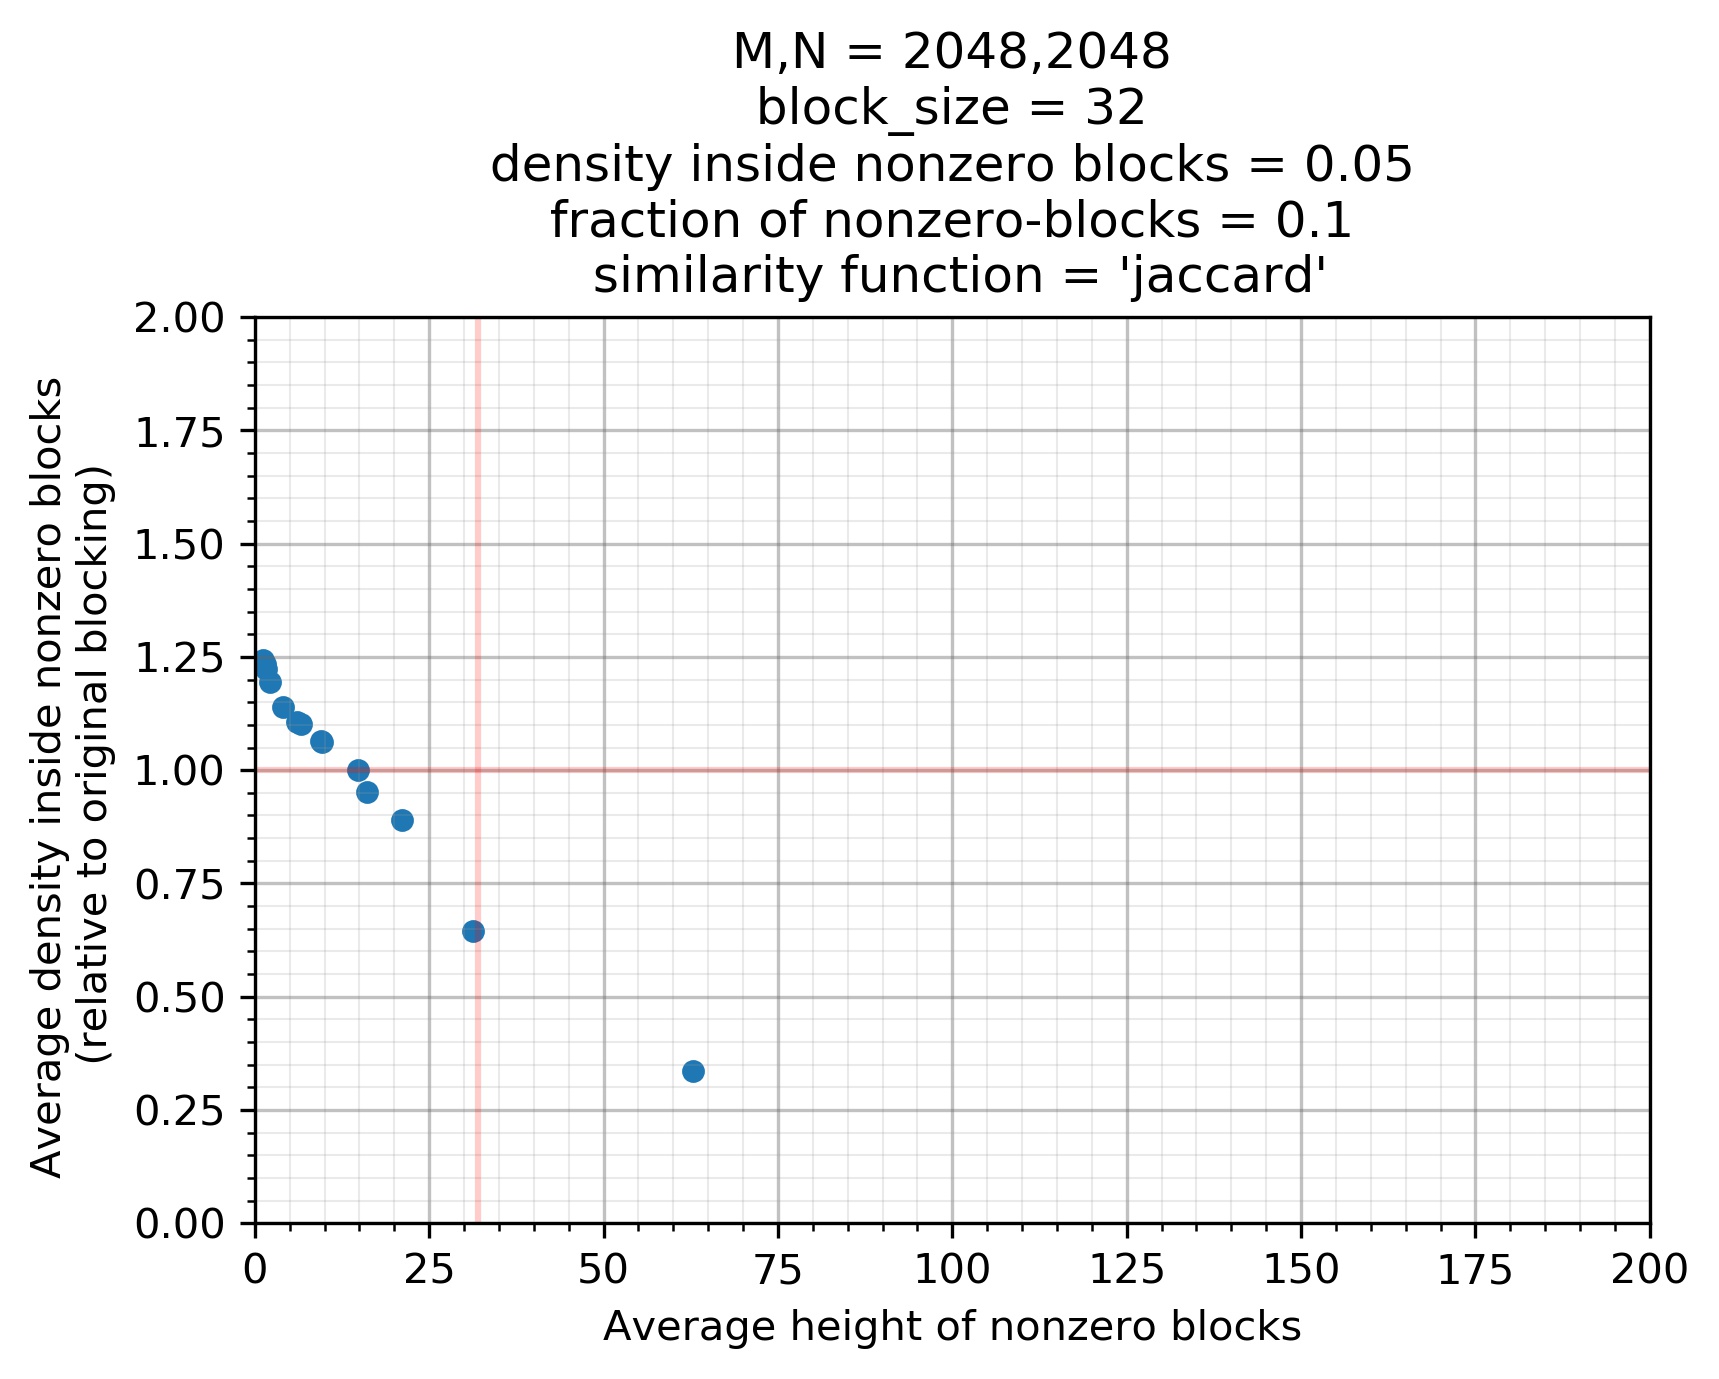 M,N = 2048,2048
block_size = 32
density inside nonzero blocks = 0.05
fraction of nonzero-blocks = 0.1
similarity function = 'jaccard'
2.00
1.75
1.50
1.25
1.00
0.75
0.50
0.25
0.00
Average density inside nonzero blocks
(relative to original blocking)
0 25 50 75 100 125 150 175 200
Average height of nonzero blocks